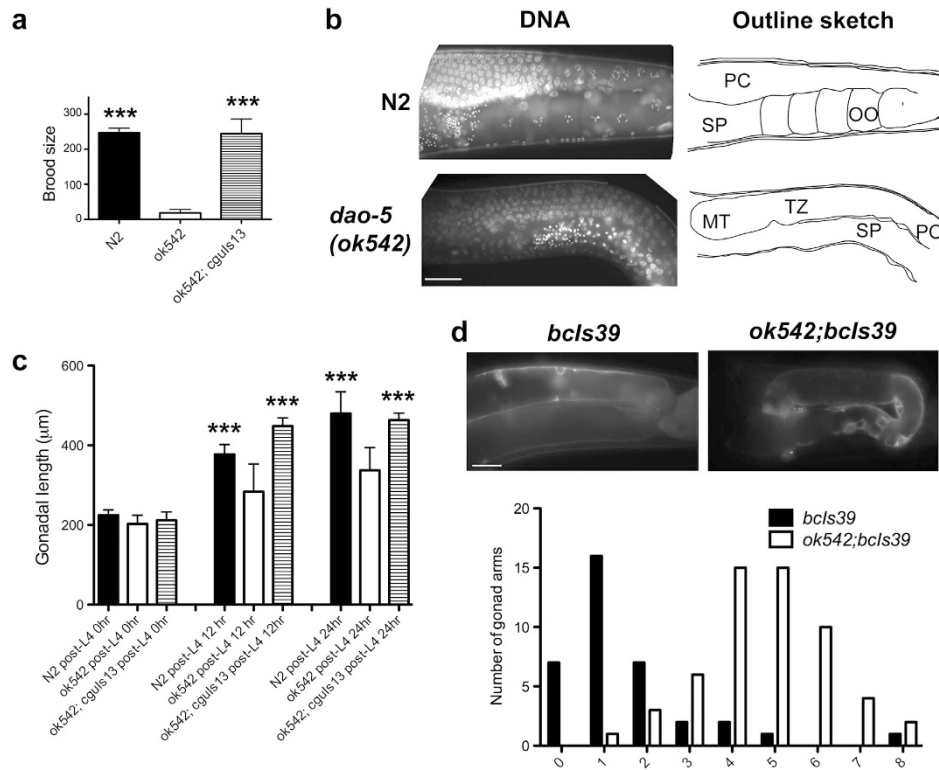 a
***
***
Brood size
300
200
100
0
N2
ok542
ok542; cguIs13
b
DNA
Outline sketch
N2
PC
SP
OO
dao-5
(ok542)
MT
TZ
SP
PC
c
Gonadal length (µm)
600
400
200
0
***
***
***
***
N2 post-L4 0hr
ok542 post-L4 0hr
ok542; cguIs13 post-L4 0hr
N2 post-L4 12 hr
ok542 post-L4 12 hr
ok542; cguIs13 post-L4 12hr
N2 post-L4 24hr
ok542 post-L4 24hr
ok542; cguIs13 post-L4 24hr
d
bcIs39
ok542;bcIs39
Number of gonad arms
20
15
10
5
0
bcIs39
ok542;bcIs39
0
1
2
3
4
5
6
7
8